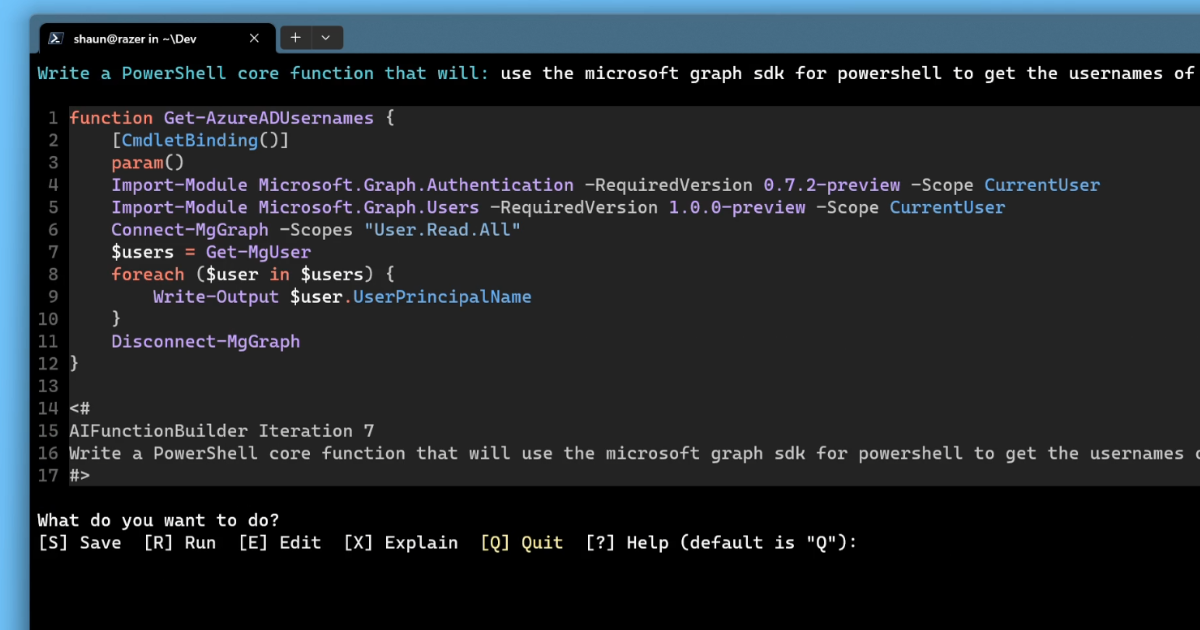 shaun@razer in ~\Dev
Write a PowerShell core function that will: use the microsoft graph sdk for powershell to get the usernames of
1 function Get-AzureADUsernames {
2 [CmdletBinding()]
3 param()
4 Import-Module Microsoft.Graph.Authentication -RequiredVersion 0.7.2-preview -Scope CurrentUser
5 Import-Module Microsoft.Graph.Users -RequiredVersion 1.0.0-preview -Scope CurrentUser
6 Connect-MgGraph -Scopes "User.Read.All"
7 $users = Get-MgUser
8 foreach ($user in $users) {
9 Write-Output $user.UserPrincipalName
10 }
11 Disconnect-MgGraph
12 }
13
14 <#
15 AIFunctionBuilder Iteration 7
16 Write a PowerShell core function that will use the microsoft graph sdk for powershell to get the usernames
17 #>
What do you want to do?
[S] Save [R] Run [E] Edit [X] Explain [Q] Quit [?] Help (default is "Q"):